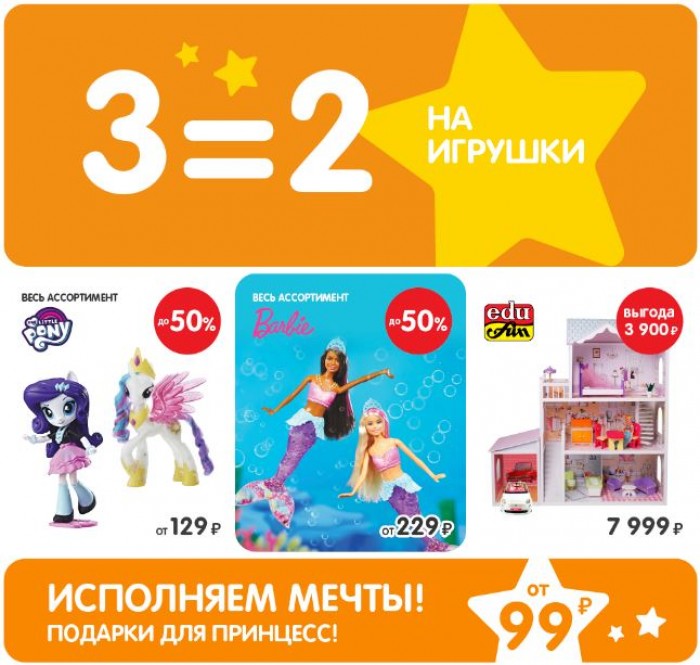 3=2
НА
ИГРУШКИ
ВЕСЬ АССОРТИМЕНТ
MY LITTLE
PONY
до 50%
от 129 ₽
ВЕСЬ АССОРТИМЕНТ
Barbie
до 50%
от 229 ₽
edu
fun
ВЫГОДА
3 900 ₽
7 999 ₽
ИСПОЛНЯЕМ МЕЧТЫ!
ПОДАРКИ ДЛЯ ПРИНЦЕСС!
от
99 ₽